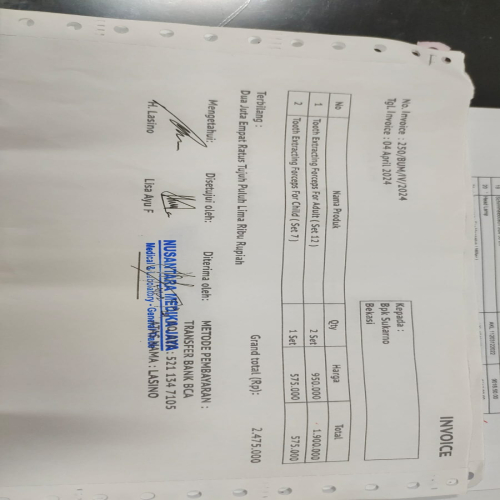 INVOICE
No. Invoice : 230/BUM/IV/2024
Tgl. Invoice : 04 April 2024
Kepada :
Bpk Sukarno
Bekasi
No Nama Produk Qty Harga Total
1 Tooth Extracting Forceps For Adult ( Set 12 ) 2 Set 950.000 1.900.000
2 Tooth Extracting Forceps For Child ( Set 7 ) 1 Set 575.000 575.000
Grand total (Rp): 2.475.000
Terbilang :
Dua Juta Empat Ratus Tujuh Puluh Lima Ribu Rupiah
Mengetahui: Disetujui oleh: Diterima oleh: METODE PEMBAYARAN :
TRANSFER BANK BCA
NUSANTARA MEDIKA JAYA : 521 134 7105
Medical & Laboratory - General
NAMA : LASINO
H. Lasino Lisa Ayu F